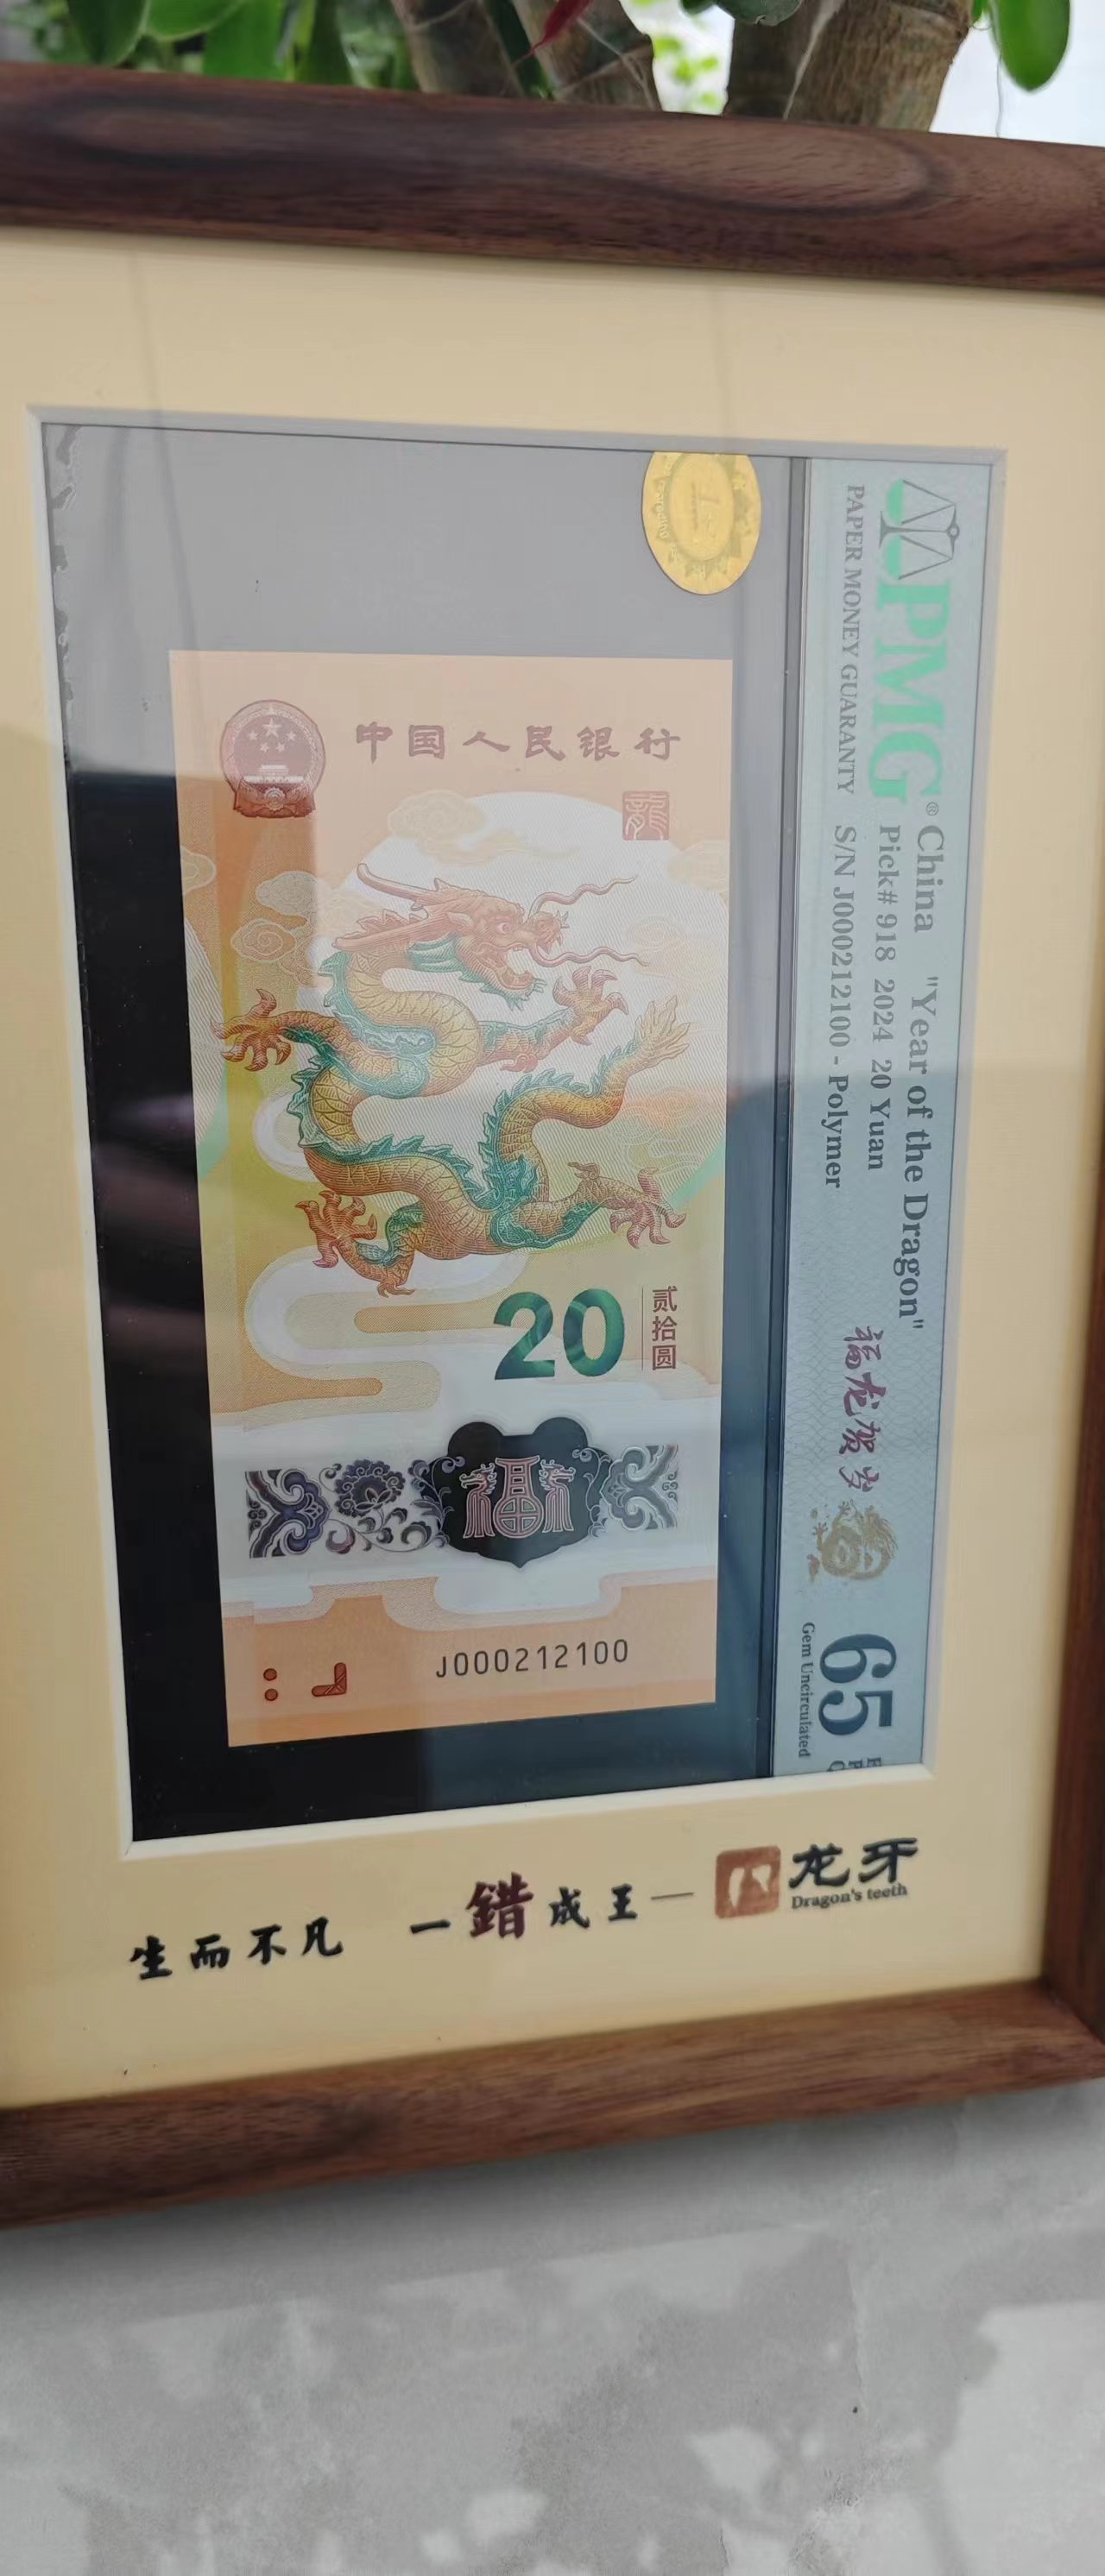 中国人民银行
龍
20
贰拾圆
福
J000212100
PMG®
PAPER MONEY GUARANTY
China "Year of the Dragon"
Pick# 918 2024 20 Yuan
S/N J000212100 - Polymer
福龙贺岁
65
Gem Uncirculated
生而不凡 一錯成王 — 龙牙
Dragon's teeth